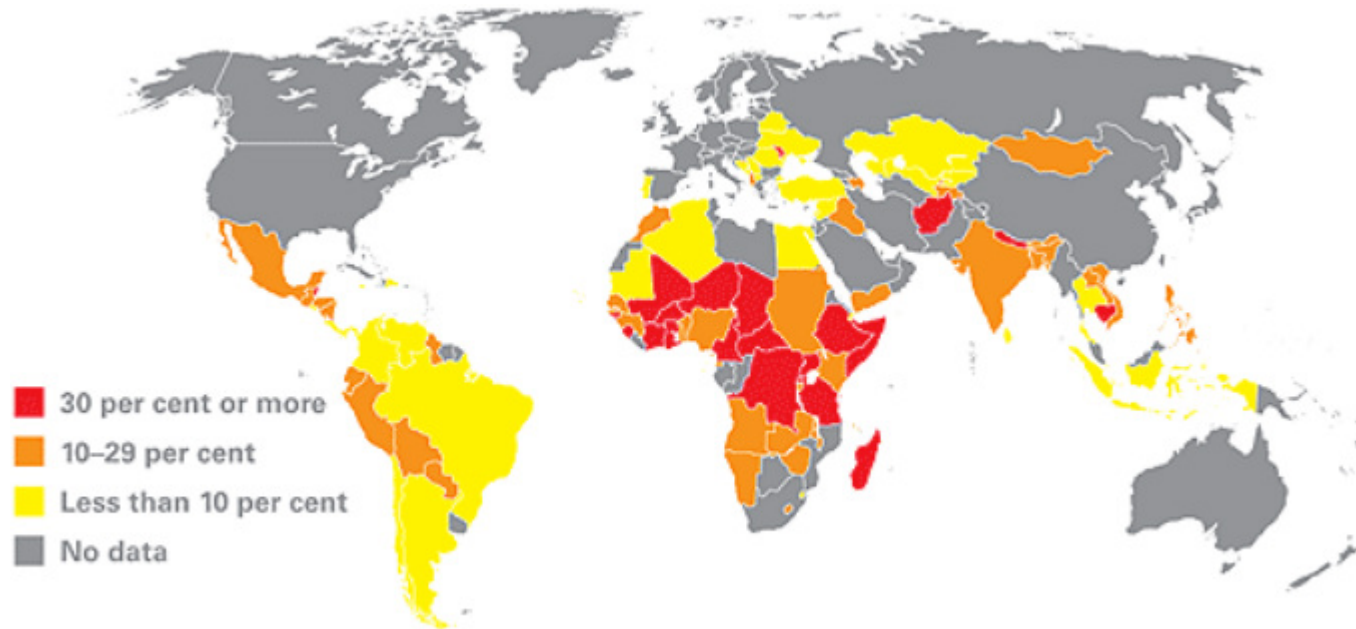 30 per cent or more
10–29 per cent
Less than 10 per cent
No data